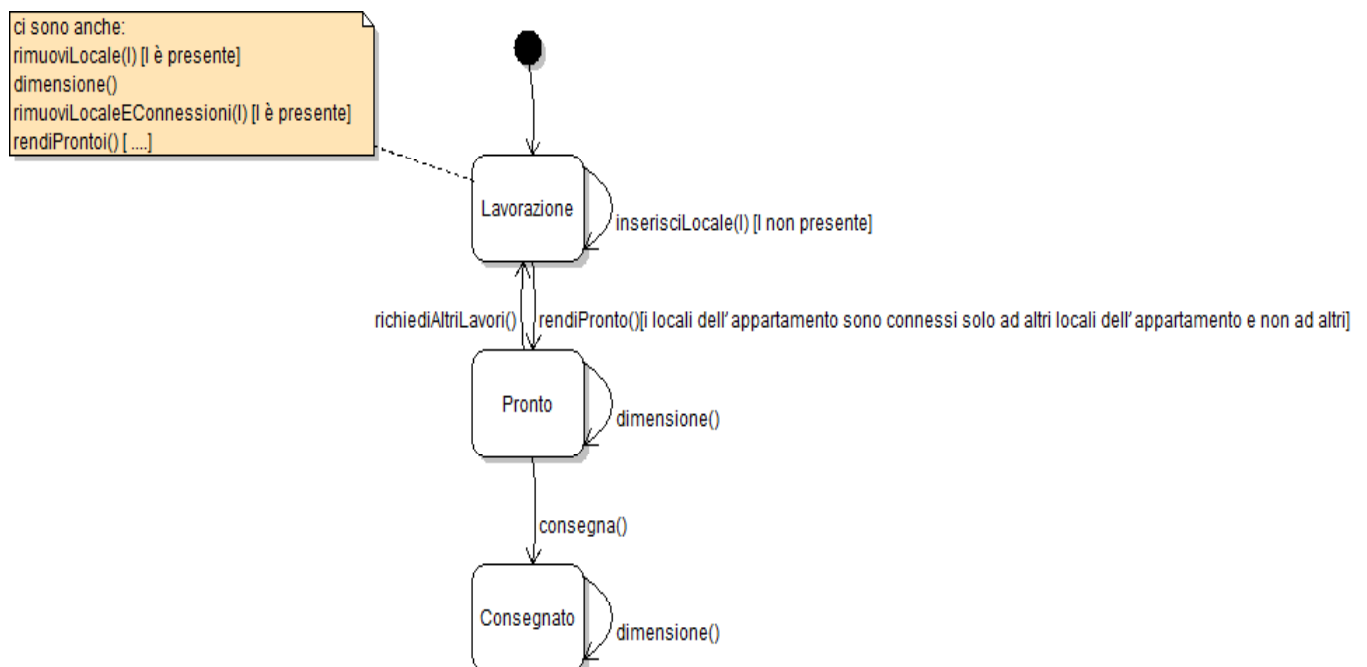 ci sono anche:
rimuoviLocale(l) [l è presente]
dimensione()
rimuoviLocaleEConnessioni(l) [l è presente]
rendiProntoi() [ ....]
Lavorazione
inserisciLocale(l) [l non presente]
richiediAltriLavori()
rendiPronto()[i locali dell'appartamento sono connessi solo ad altri locali dell'appartamento e non ad altri]
Pronto
dimensione()
consegna()
Consegnato
dimensione()